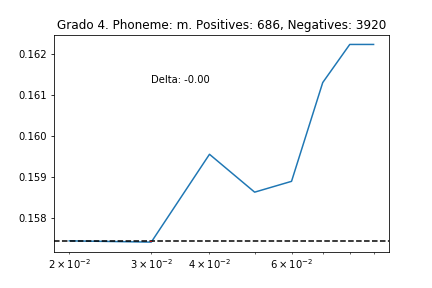 Grado 4. Phoneme: m. Positives: 686, Negatives: 3920
0.162
Delta: -0.00
0.161
0.160
0.159
0.158
2 × 10⁻² 3 × 10⁻² 4 × 10⁻² 6 × 10⁻²